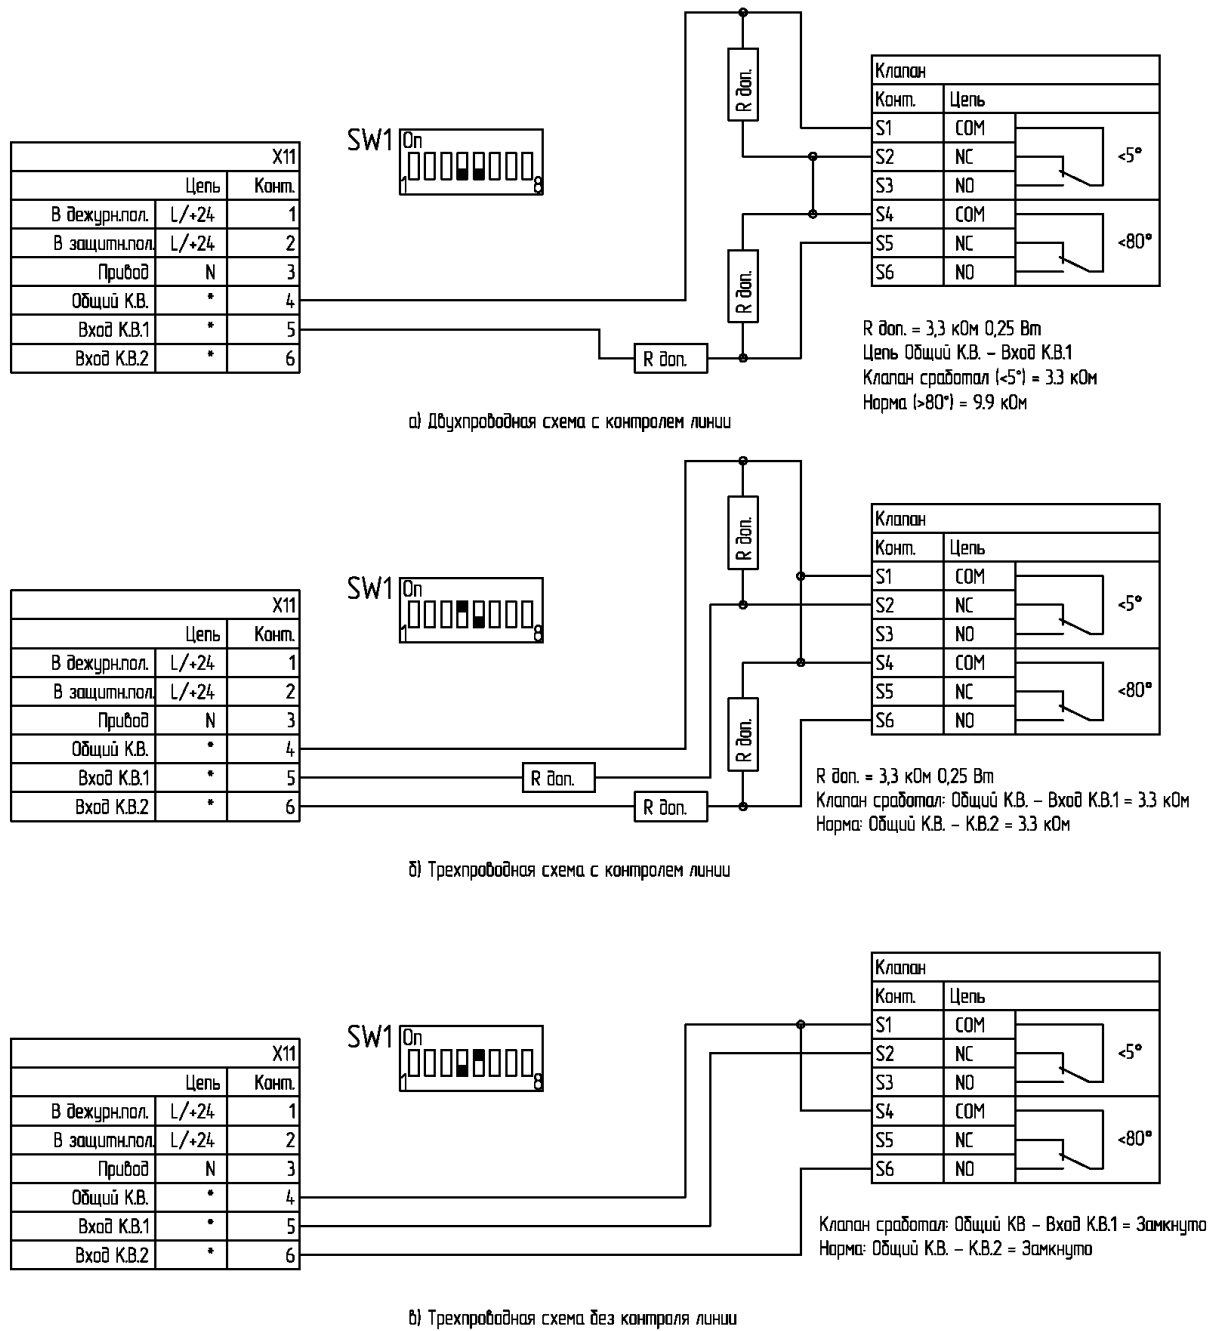 R доп.
Клапан
Конт. Цепь
SW1 On
1 8
S1 COM
S2 NC <5°
S3 NO
X11
Цепь Конт.
В дежурн.пол. L/+24 1
В защитн.пол. L/+24 2
Привод N 3
Общий К.В. * 4
Вход К.В.1 * 5
Вход К.В.2 * 6
S4 COM
S5 NC <80°
S6 NO
R доп.
R доп.
R доп. = 3,3 кОм 0,25 Вт
Цепь Общий К.В. – Вход К.В.1
Клапан сработал (<5°) = 3.3 кОм
Норма (>80°) = 9.9 кОм
а) Двухпроводная схема с контролем линии
R доп.
Клапан
Конт. Цепь
SW1 On
1 8
S1 COM
S2 NC <5°
S3 NO
X11
Цепь Конт.
В дежурн.пол. L/+24 1
В защитн.пол. L/+24 2
Привод N 3
Общий К.В. * 4
Вход К.В.1 * 5
Вход К.В.2 * 6
S4 COM
S5 NC <80°
S6 NO
R доп.
R доп.
R доп.
R доп. = 3,3 кОм 0,25 Вт
Клапан сработал: Общий К.В. – Вход К.В.1 = 3.3 кОм
Норма: Общий К.В. – К.В.2 = 3.3 кОм
б) Трехпроводная схема с контролем линии
Клапан
Конт. Цепь
SW1 On
1 8
S1 COM
S2 NC <5°
S3 NO
X11
Цепь Конт.
В дежурн.пол. L/+24 1
В защитн.пол. L/+24 2
Привод N 3
Общий К.В. * 4
Вход К.В.1 * 5
Вход К.В.2 * 6
S4 COM
S5 NC <80°
S6 NO
Клапан сработал: Общий КВ – Вход К.В.1 = Замкнуто
Норма: Общий К.В. – К.В.2 = Замкнуто
в) Трехпроводная схема без контроля линии